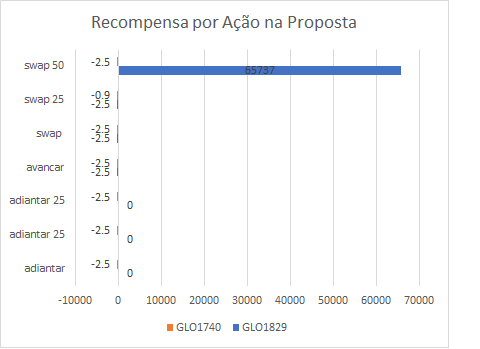 Recompensa por Ação na Proposta
swap 50
-2.5
65737
swap 25
-0.9
-2.5
swap
-2.5
-2.5
avancar
-2.5
-2.5
adiantar 25
-2.5
0
adiantar 25
-2.5
0
adiantar
-2.5
0
-10000 0 10000 20000 30000 40000 50000 60000 70000
GLO1740 GLO1829